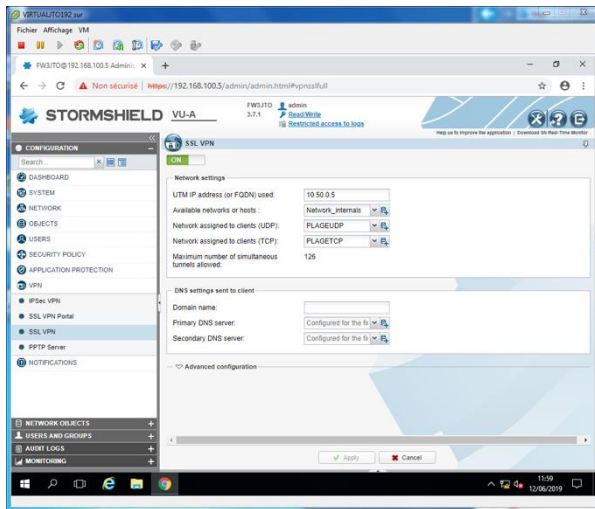 VIRTUALITO192 sur
Fichier Affichage VM
FW3JTO@192.168.100.5 Adminis
Non sécurisé | https://192.168.100.5/admin/admin.html#vpnsslfull
STORMSHIELD
VU-A
FW3JTO
3.7.1
admin
Read/Write
Restricted access to logs
Help us to improve the application | Download SN Real-Time Monitor
CONFIGURATION
Search...
DASHBOARD
SYSTEM
NETWORK
OBJECTS
USERS
SECURITY POLICY
APPLICATION PROTECTION
VPN
IPSec VPN
SSL VPN Portal
SSL VPN
PPTP Server
NOTIFICATIONS
NETWORK OBJECTS
USERS AND GROUPS
AUDIT LOGS
MONITORING
SSL VPN
ON
Network settings
UTM IP address (or FQDN) used: 10.50.0.5
Available networks or hosts : Network_internals
Network assigned to clients (UDP): PLAGEUDP
Network assigned to clients (TCP): PLAGETCP
Maximum number of simultaneous 126
tunnels allowed:
DNS settings sent to client
Domain name:
Primary DNS server: Configured for the fi
Secondary DNS server: Configured for the fi
Advanced configuration
Apply
Cancel
11:59
12/06/2019